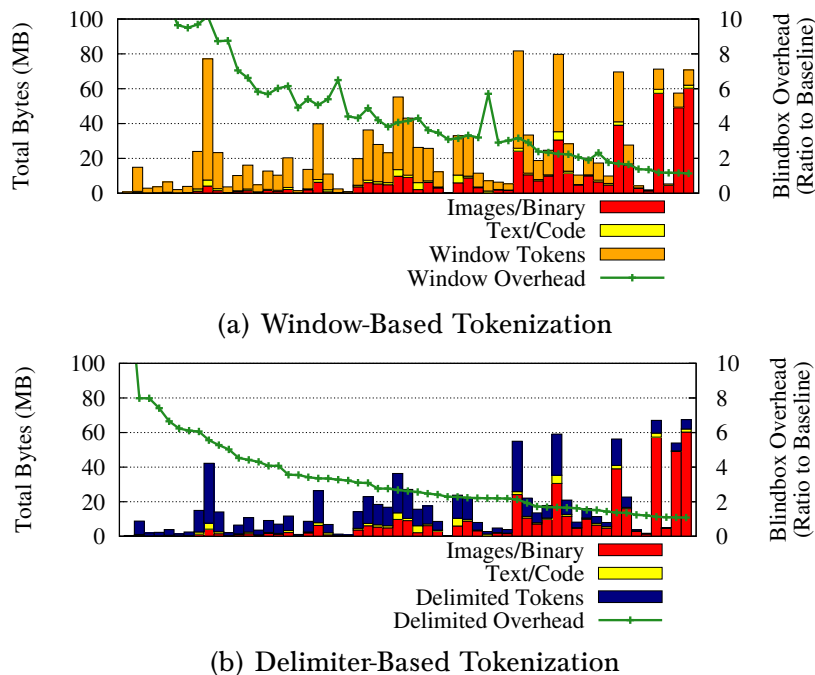 100
80
60
40
20
0
Total Bytes (MB)
10
8
6
4
2
0
Blindbox Overhead
(Ratio to Baseline)
Images/Binary
Text/Code
Window Tokens
Window Overhead
(a) Window-Based Tokenization
100
80
60
40
20
0
Total Bytes (MB)
10
8
6
4
2
0
Blindbox Overhead
(Ratio to Baseline)
Images/Binary
Text/Code
Delimited Tokens
Delimited Overhead
(b) Delimiter-Based Tokenization